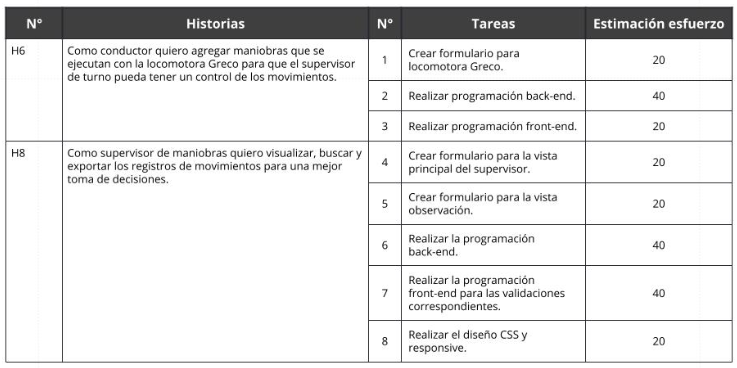 N° Historias N° Tareas Estimación esfuerzo
H6
Como conductor quiero agregar maniobras que se
ejecutan con la locomotora Greco para que el supervisor
de turno pueda tener un control de los movimientos.
1
Crear formulario para
locomotora Greco.
20
2 Realizar programación back-end. 40
3 Realizar programación front-end. 20
H8
Como supervisor de maniobras quiero visualizar, buscar y
exportar los registros de movimientos para una mejor
toma de decisiones.
4
Crear formulario para la vista
principal del supervisor.
20
5
Crear formulario para la vista
observación.
20
6
Realizar la programación
back-end.
40
7
Realizar la programación
front-end para las validaciones
correspondientes.
40
8
Realizar el diseño CSS y
responsive.
20